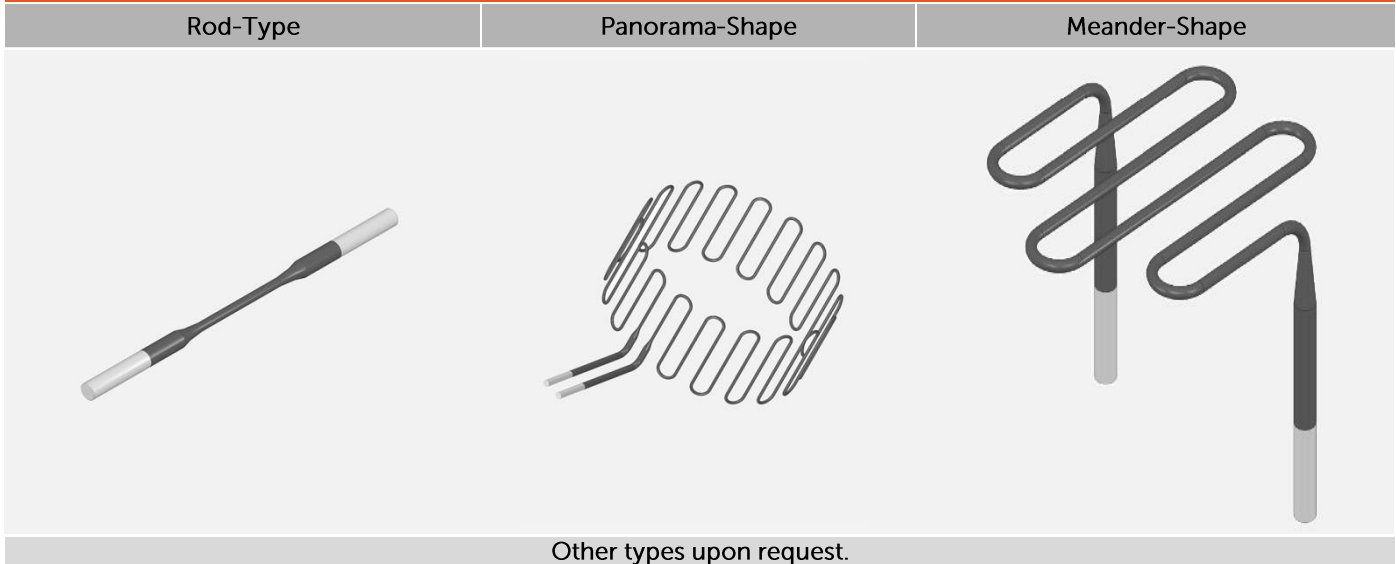 Rod-Type
Panorama-Shape
Meander-Shape
Other types upon request.